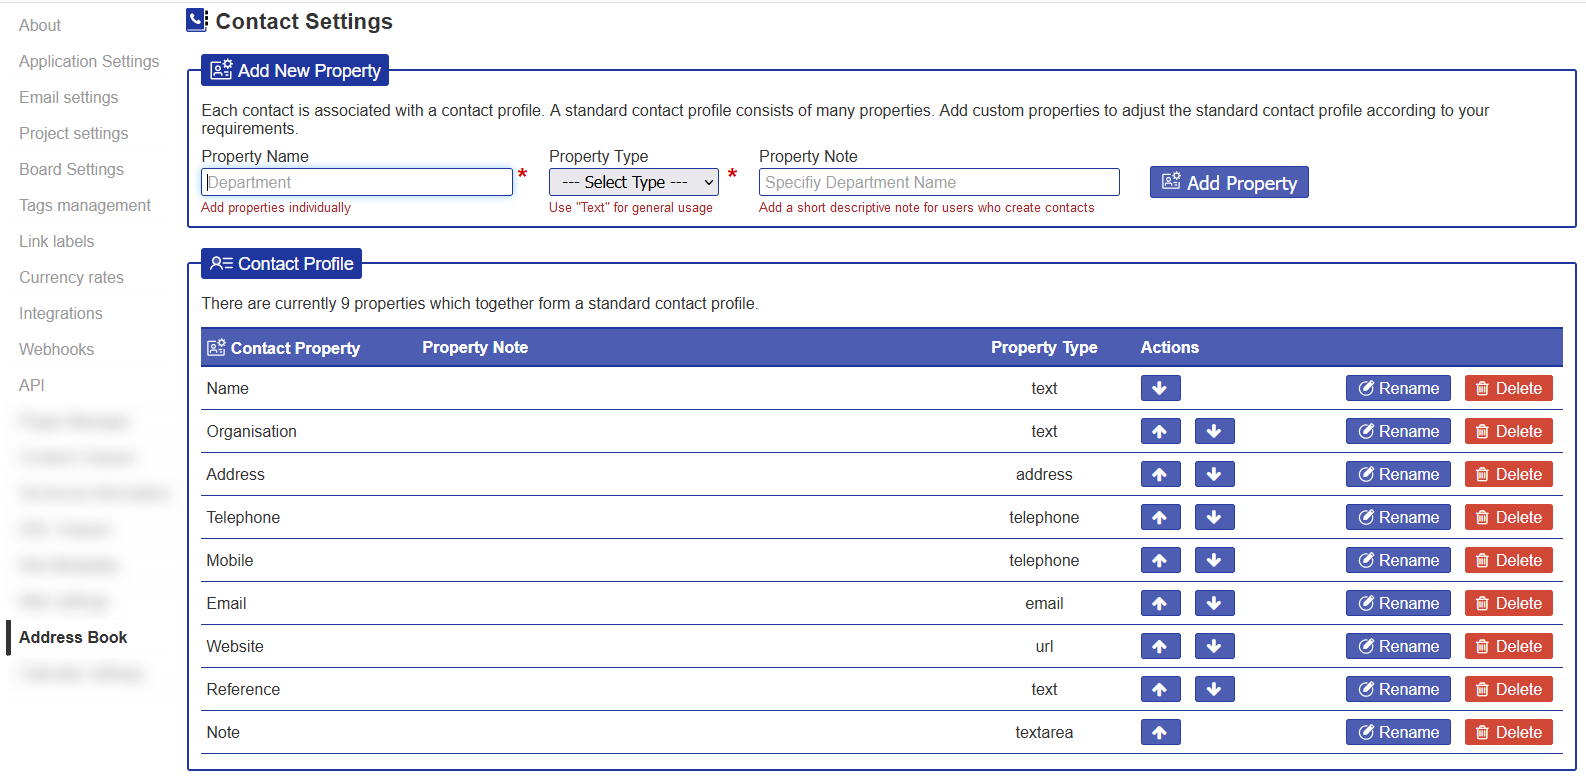 About
Application Settings
Email settings
Project settings
Board Settings
Tags management
Link labels
Currency rates
Integrations
Webhooks
API
Address Book
Contact Settings
Add New Property
Each contact is associated with a contact profile. A standard contact profile consists of many properties. Add custom properties to adjust the standard contact profile according to your
requirements.
Property Name
Department
*
Add properties individually
Property Type
--- Select Type ---
*
Use "Text" for general usage
Property Note
Specifiy Department Name
Add a short descriptive note for users who create contacts
Add Property
Contact Profile
There are currently 9 properties which together form a standard contact profile.
Contact Property Property Note Property Type Actions
Name text Rename Delete
Organisation text Rename Delete
Address address Rename Delete
Telephone telephone Rename Delete
Mobile telephone Rename Delete
Email email Rename Delete
Website url Rename Delete
Reference text Rename Delete
Note textarea Rename Delete